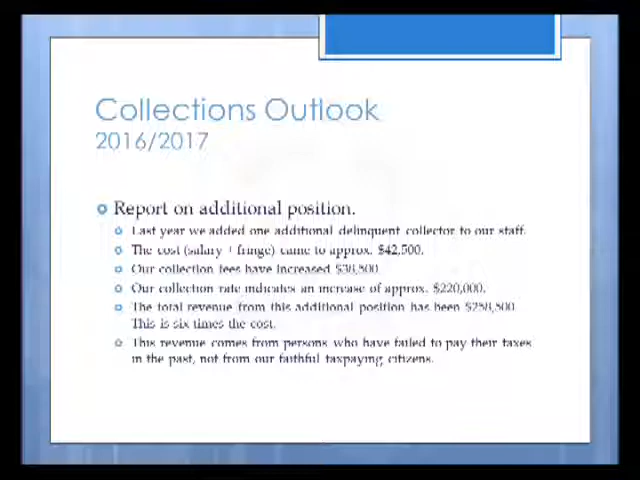 Collections Outlook
2016/2017
Report on additional position.
Last year we added one additional delinquent collector to our staff.
The cost (salary + fringe) came to approx. $42,500.
Our collection fees have increased $38,500.
Our collection rate indicates an increase of approx. $220,000.
The total revenue from this additional position has been $258,500.
This is six times the cost.
This revenue comes from persons who have failed to pay their taxes
in the past, not from our faithful taxpaying citizens.